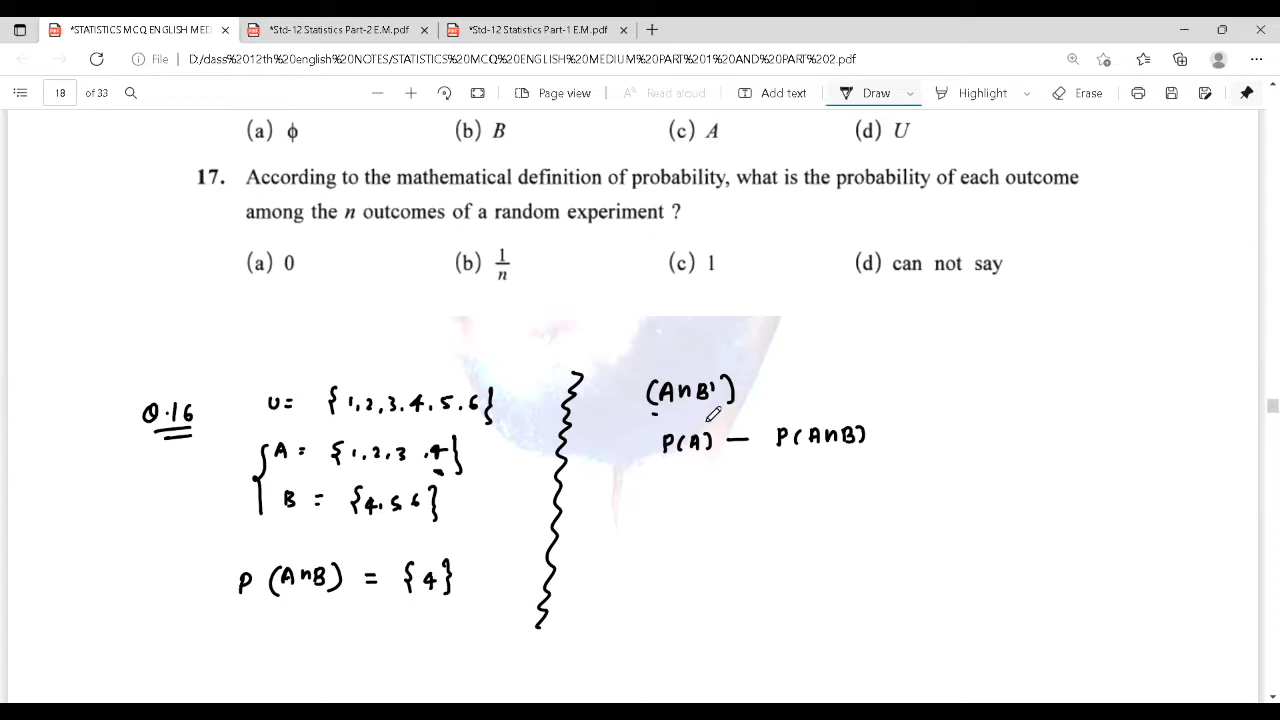 *STATISTICS MCQ ENGLISH MED
*Std-12 Statistics Part-2 E.M.pdf
*Std-12 Statistics Part-1 E.M.pdf
File
D:/dass%2012th%20english%20NOTES/STATISTICS%20MCQ%20ENGLISH%20MEDIUM%20PART%201%20AND%20PART%202.pdf
18 of 33 Page view Read aloud Add text Draw Highlight Erase
(a) ϕ (b) B (c) A (d) U
17. According to the mathematical definition of probability, what is the probability of each outcome
among the n outcomes of a random experiment ?
(a) 0 (b) 1/n (c) 1 (d) can not say
Q.16
U = {1,2,3,4,5,6}
A = {1,2,3,4}
B = {4,5,6}
P (A∩B) = {4}
(A∩B')
P(A) — P(A∩B)